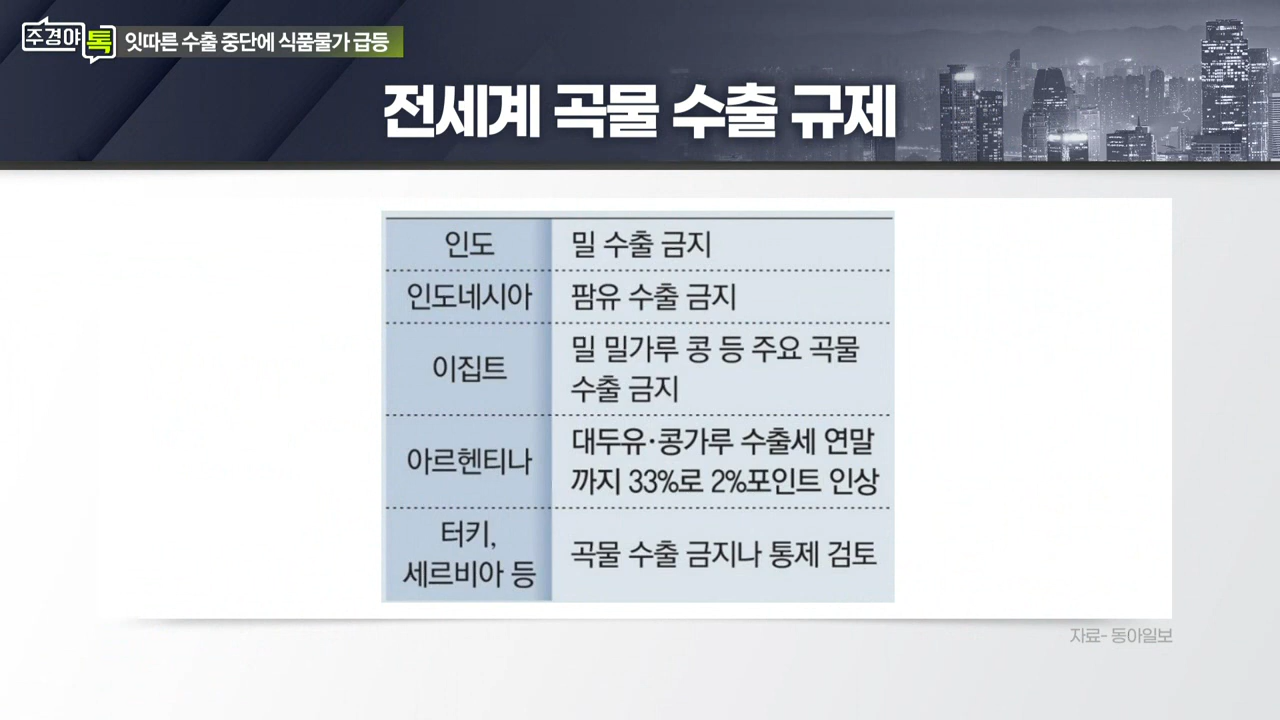 주경야톡
잇따른 수출 중단에 식품물가 급등
전세계 곡물 수출 규제
인도
밀 수출 금지
인도네시아
팜유 수출 금지
이집트
밀 밀가루 콩 등 주요 곡물
수출 금지
아르헨티나
대두유·콩가루 수출세 연말
까지 33%로 2%포인트 인상
터키,
세르비아 등
곡물 수출 금지나 통제 검토
자료- 동아일보